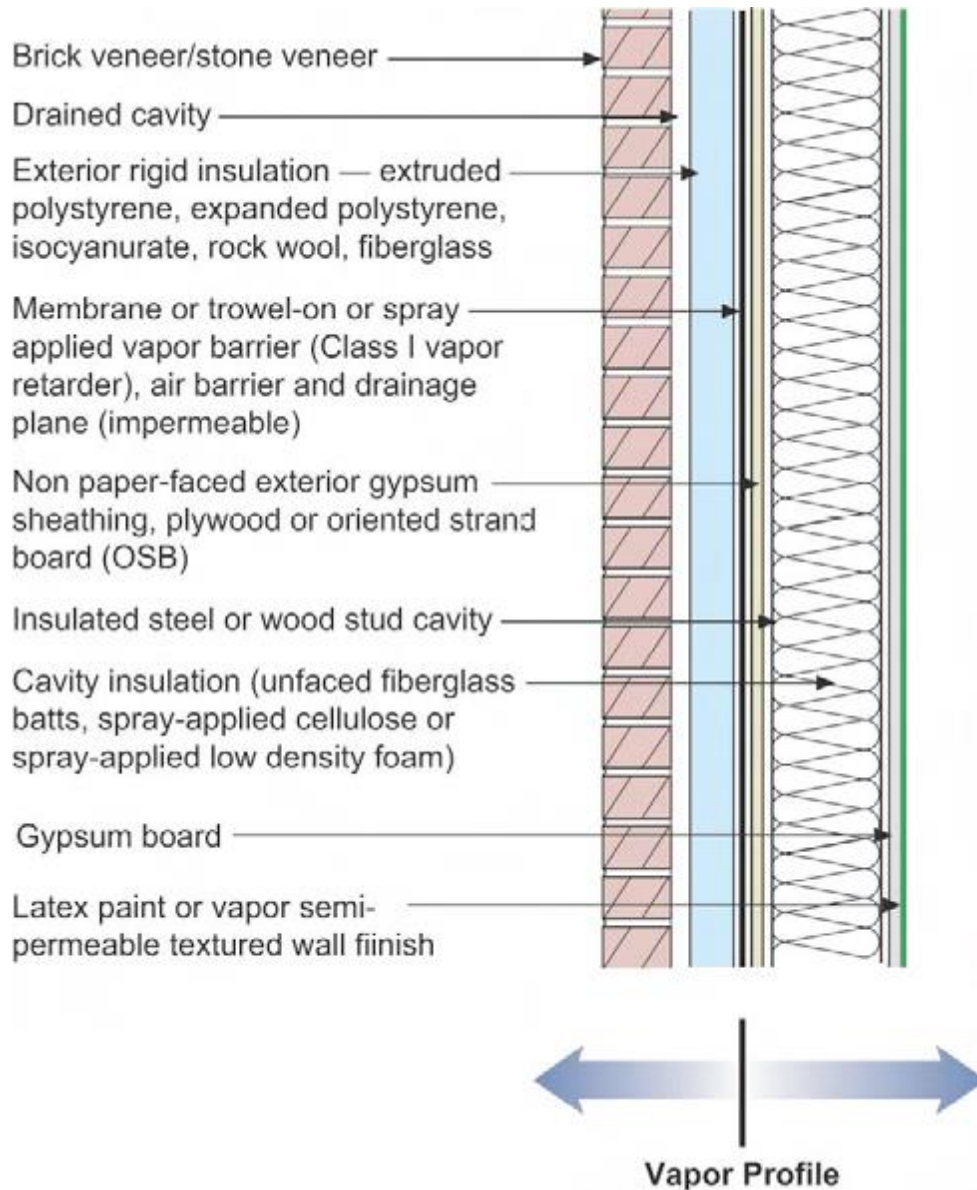 Brick veneer/stone veneer
Drained cavity
Exterior rigid insulation — extruded
polystyrene, expanded polystyrene,
isocyanurate, rock wool, fiberglass
Membrane or trowel-on or spray
applied vapor barrier (Class I vapor
retarder), air barrier and drainage
plane (impermeable)
Non paper-faced exterior gypsum
sheathing, plywood or oriented strand
board (OSB)
Insulated steel or wood stud cavity
Cavity insulation (unfaced fiberglass
batts, spray-applied cellulose or
spray-applied low density foam)
Gypsum board
Latex paint or vapor semi-
permeable textured wall fiinish
Vapor Profile